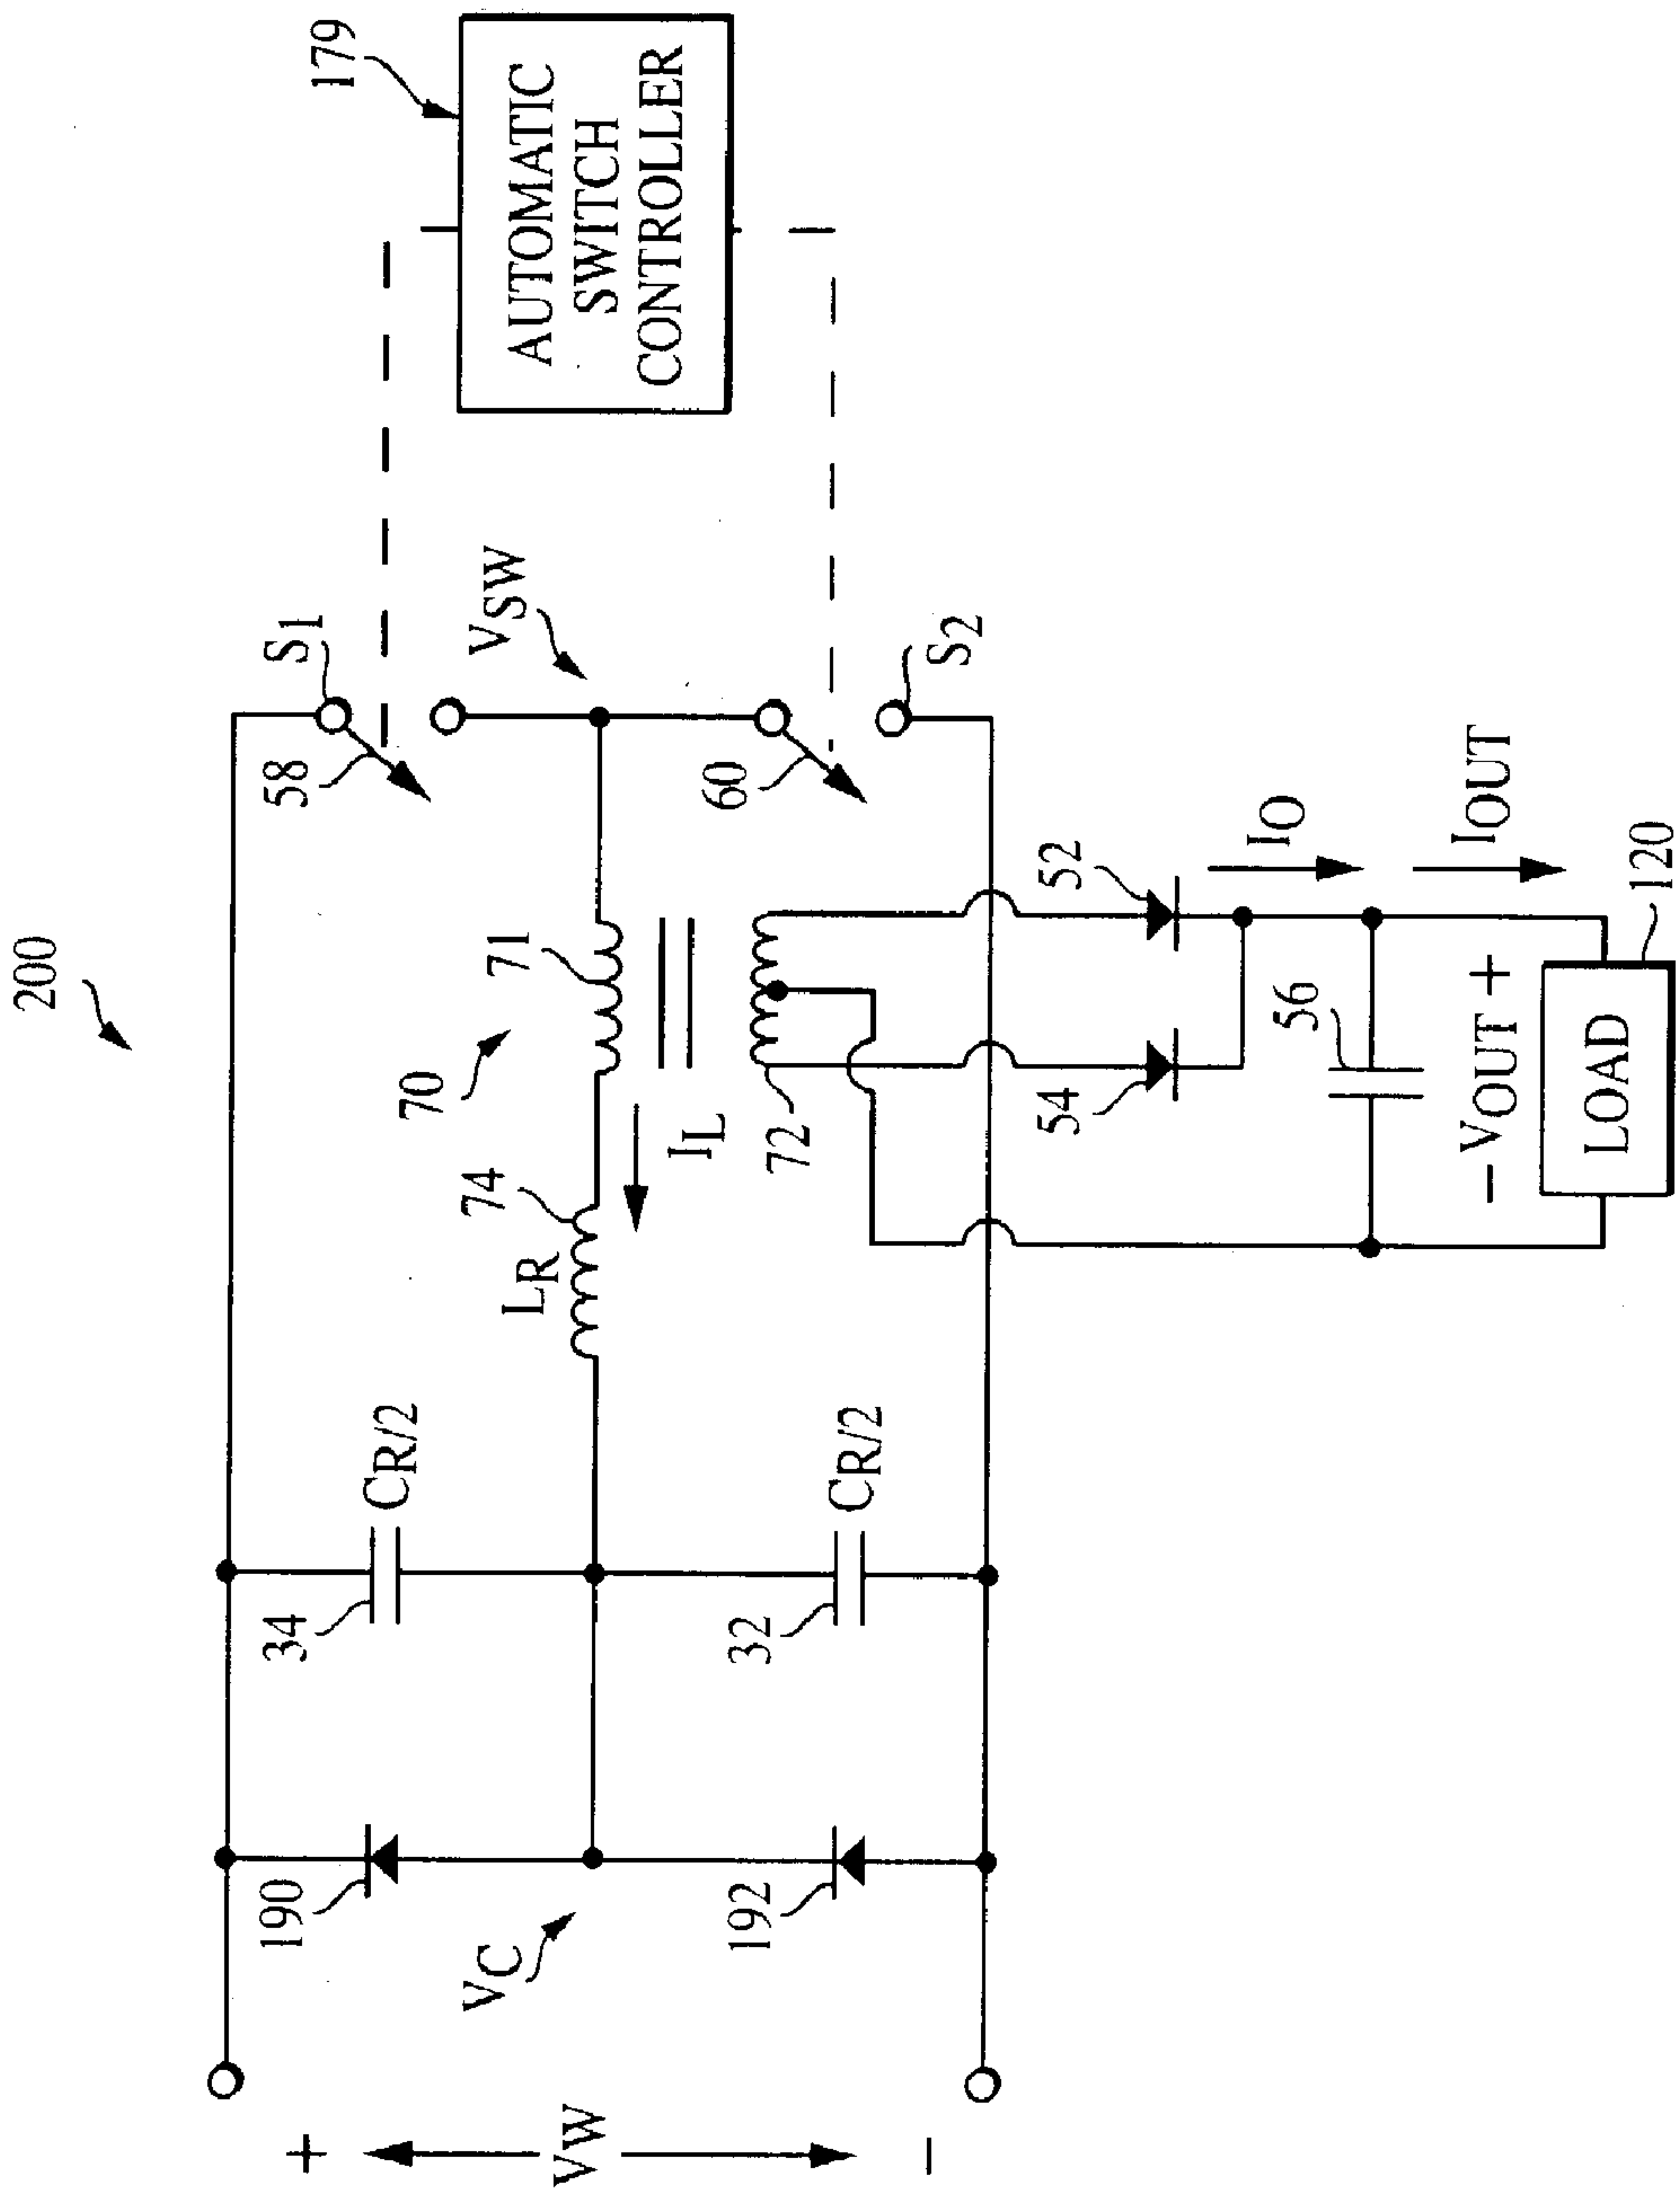 200
179
AUTOMATIC
SWITCH
CONTROLLER
S1
58
VSW
60
S2
71
70
74
LR
IL
72
52
54
IO
IOUT
56
- VOUT +
LOAD
120
34
CR/2
32
CR/2
190
VC
192
+
VW
-